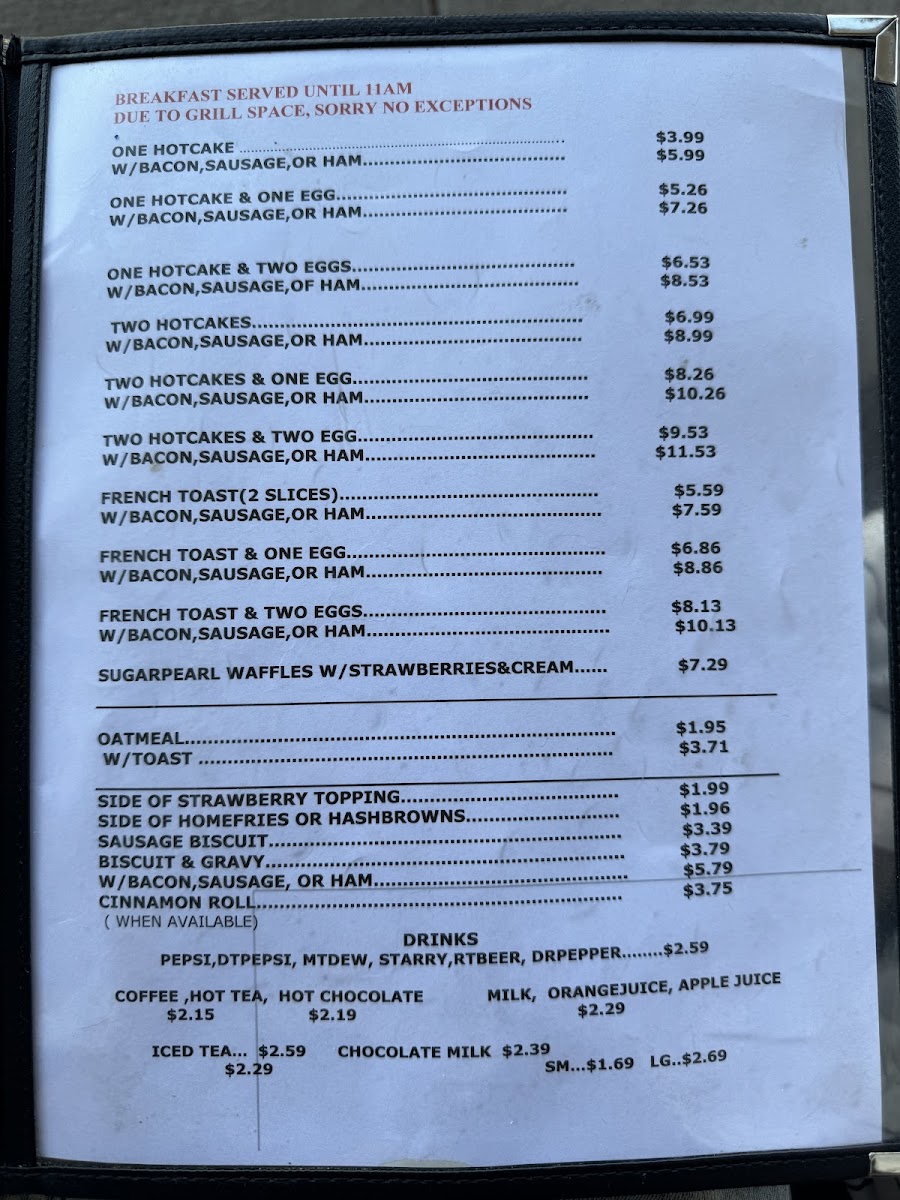 BREAKFAST SERVED UNTIL 11AM
DUE TO GRILL SPACE, SORRY NO EXCEPTIONS
ONE HOTCAKE ........................................................ $3.99
W/BACON,SAUSAGE,OR HAM................................... $5.99
ONE HOTCAKE & ONE EGG........................................ $5.26
W/BACON,SAUSAGE,OR HAM................................... $7.26
ONE HOTCAKE & TWO EGGS...................................... $6.53
W/BACON,SAUSAGE,OF HAM..................................... $8.53
TWO HOTCAKES......................................................... $6.99
W/BACON,SAUSAGE,OR HAM..................................... $8.99
TWO HOTCAKES & ONE EGG........................................ $8.26
W/BACON,SAUSAGE,OR HAM...................................... $10.26
TWO HOTCAKES & TWO EGG........................................ $9.53
W/BACON,SAUSAGE,OR HAM....................................... $11.53
FRENCH TOAST(2 SLICES)............................................ $5.59
W/BACON,SAUSAGE,OR HAM........................................ $7.59
FRENCH TOAST & ONE EGG............................................ $6.86
W/BACON,SAUSAGE,OR HAM........................................ $8.86
FRENCH TOAST & TWO EGGS......................................... $8.13
W/BACON,SAUSAGE,OR HAM......................................... $10.13
SUGARPEARL WAFFLES W/STRAWBERRIES&CREAM...... $7.29
OATMEAL......................................................................... $1.95
W/TOAST ....................................................................... $3.71
SIDE OF STRAWBERRY TOPPING..................................... $1.99
SIDE OF HOMEFRIES OR HASHBROWNS.......................... $1.96
SAUSAGE BISCUIT............................................................ $3.39
BISCUIT & GRAVY............................................................. $3.79
W/BACON,SAUSAGE, OR HAM.......................................... $5.79
CINNAMON ROLL.............................................................. $3.75
( WHEN AVAILABLE)
DRINKS
PEPSI,DTPEPSI, MTDEW, STARRY,RTBEER, DRPEPPER........$2.59
COFFEE ,HOT TEA, HOT CHOCOLATE MILK, ORANGEJUICE, APPLE JUICE
$2.15 $2.19 $2.29
ICED TEA... $2.59 CHOCOLATE MILK $2.39
$2.29 SM...$1.69 LG..$2.69